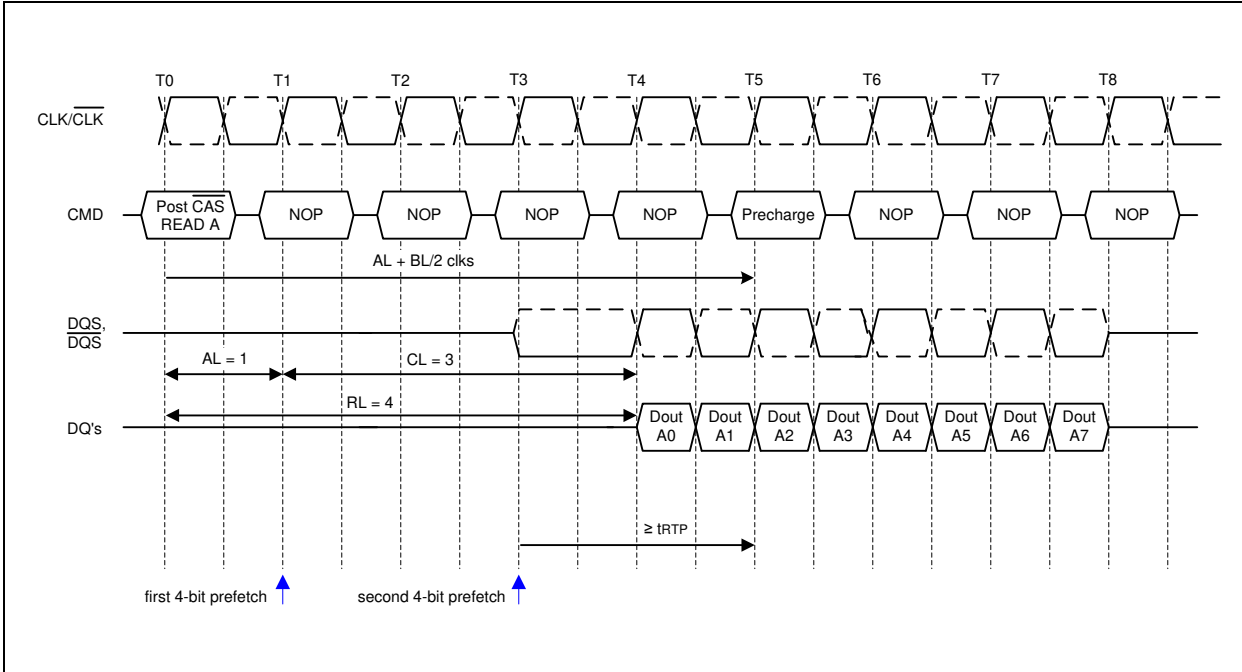 T0 T1 T2 T3 T4 T5 T6 T7 T8
CLK/CLK
CMD
Post CAS
READ A
NOP NOP NOP NOP Precharge NOP NOP NOP
AL + BL/2 clks
DQS,
DQS
AL = 1 CL = 3
RL = 4
DQ's
Dout Dout Dout Dout Dout Dout Dout Dout
A0 A1 A2 A3 A4 A5 A6 A7
≥ tRTP
first 4-bit prefetch second 4-bit prefetch